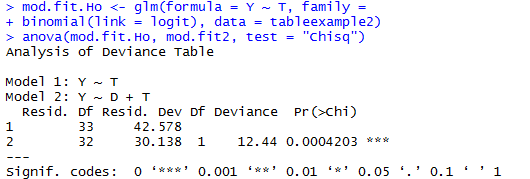 > mod.fit.Ho <- glm(formula = Y ~ T, family =
+ binomial(link = logit), data = tableexample2)
> anova(mod.fit.Ho, mod.fit2, test = "Chisq")
Analysis of Deviance Table

Model 1: Y ~ T
Model 2: Y ~ D + T
  Resid. Df Resid. Dev Df Deviance  Pr(>Chi)
1        33     42.578
2        32     30.138  1    12.44 0.0004203 ***
---
Signif. codes:  0 ‘***’ 0.001 ‘**’ 0.01 ‘*’ 0.05 ‘.’ 0.1 ‘ ’ 1